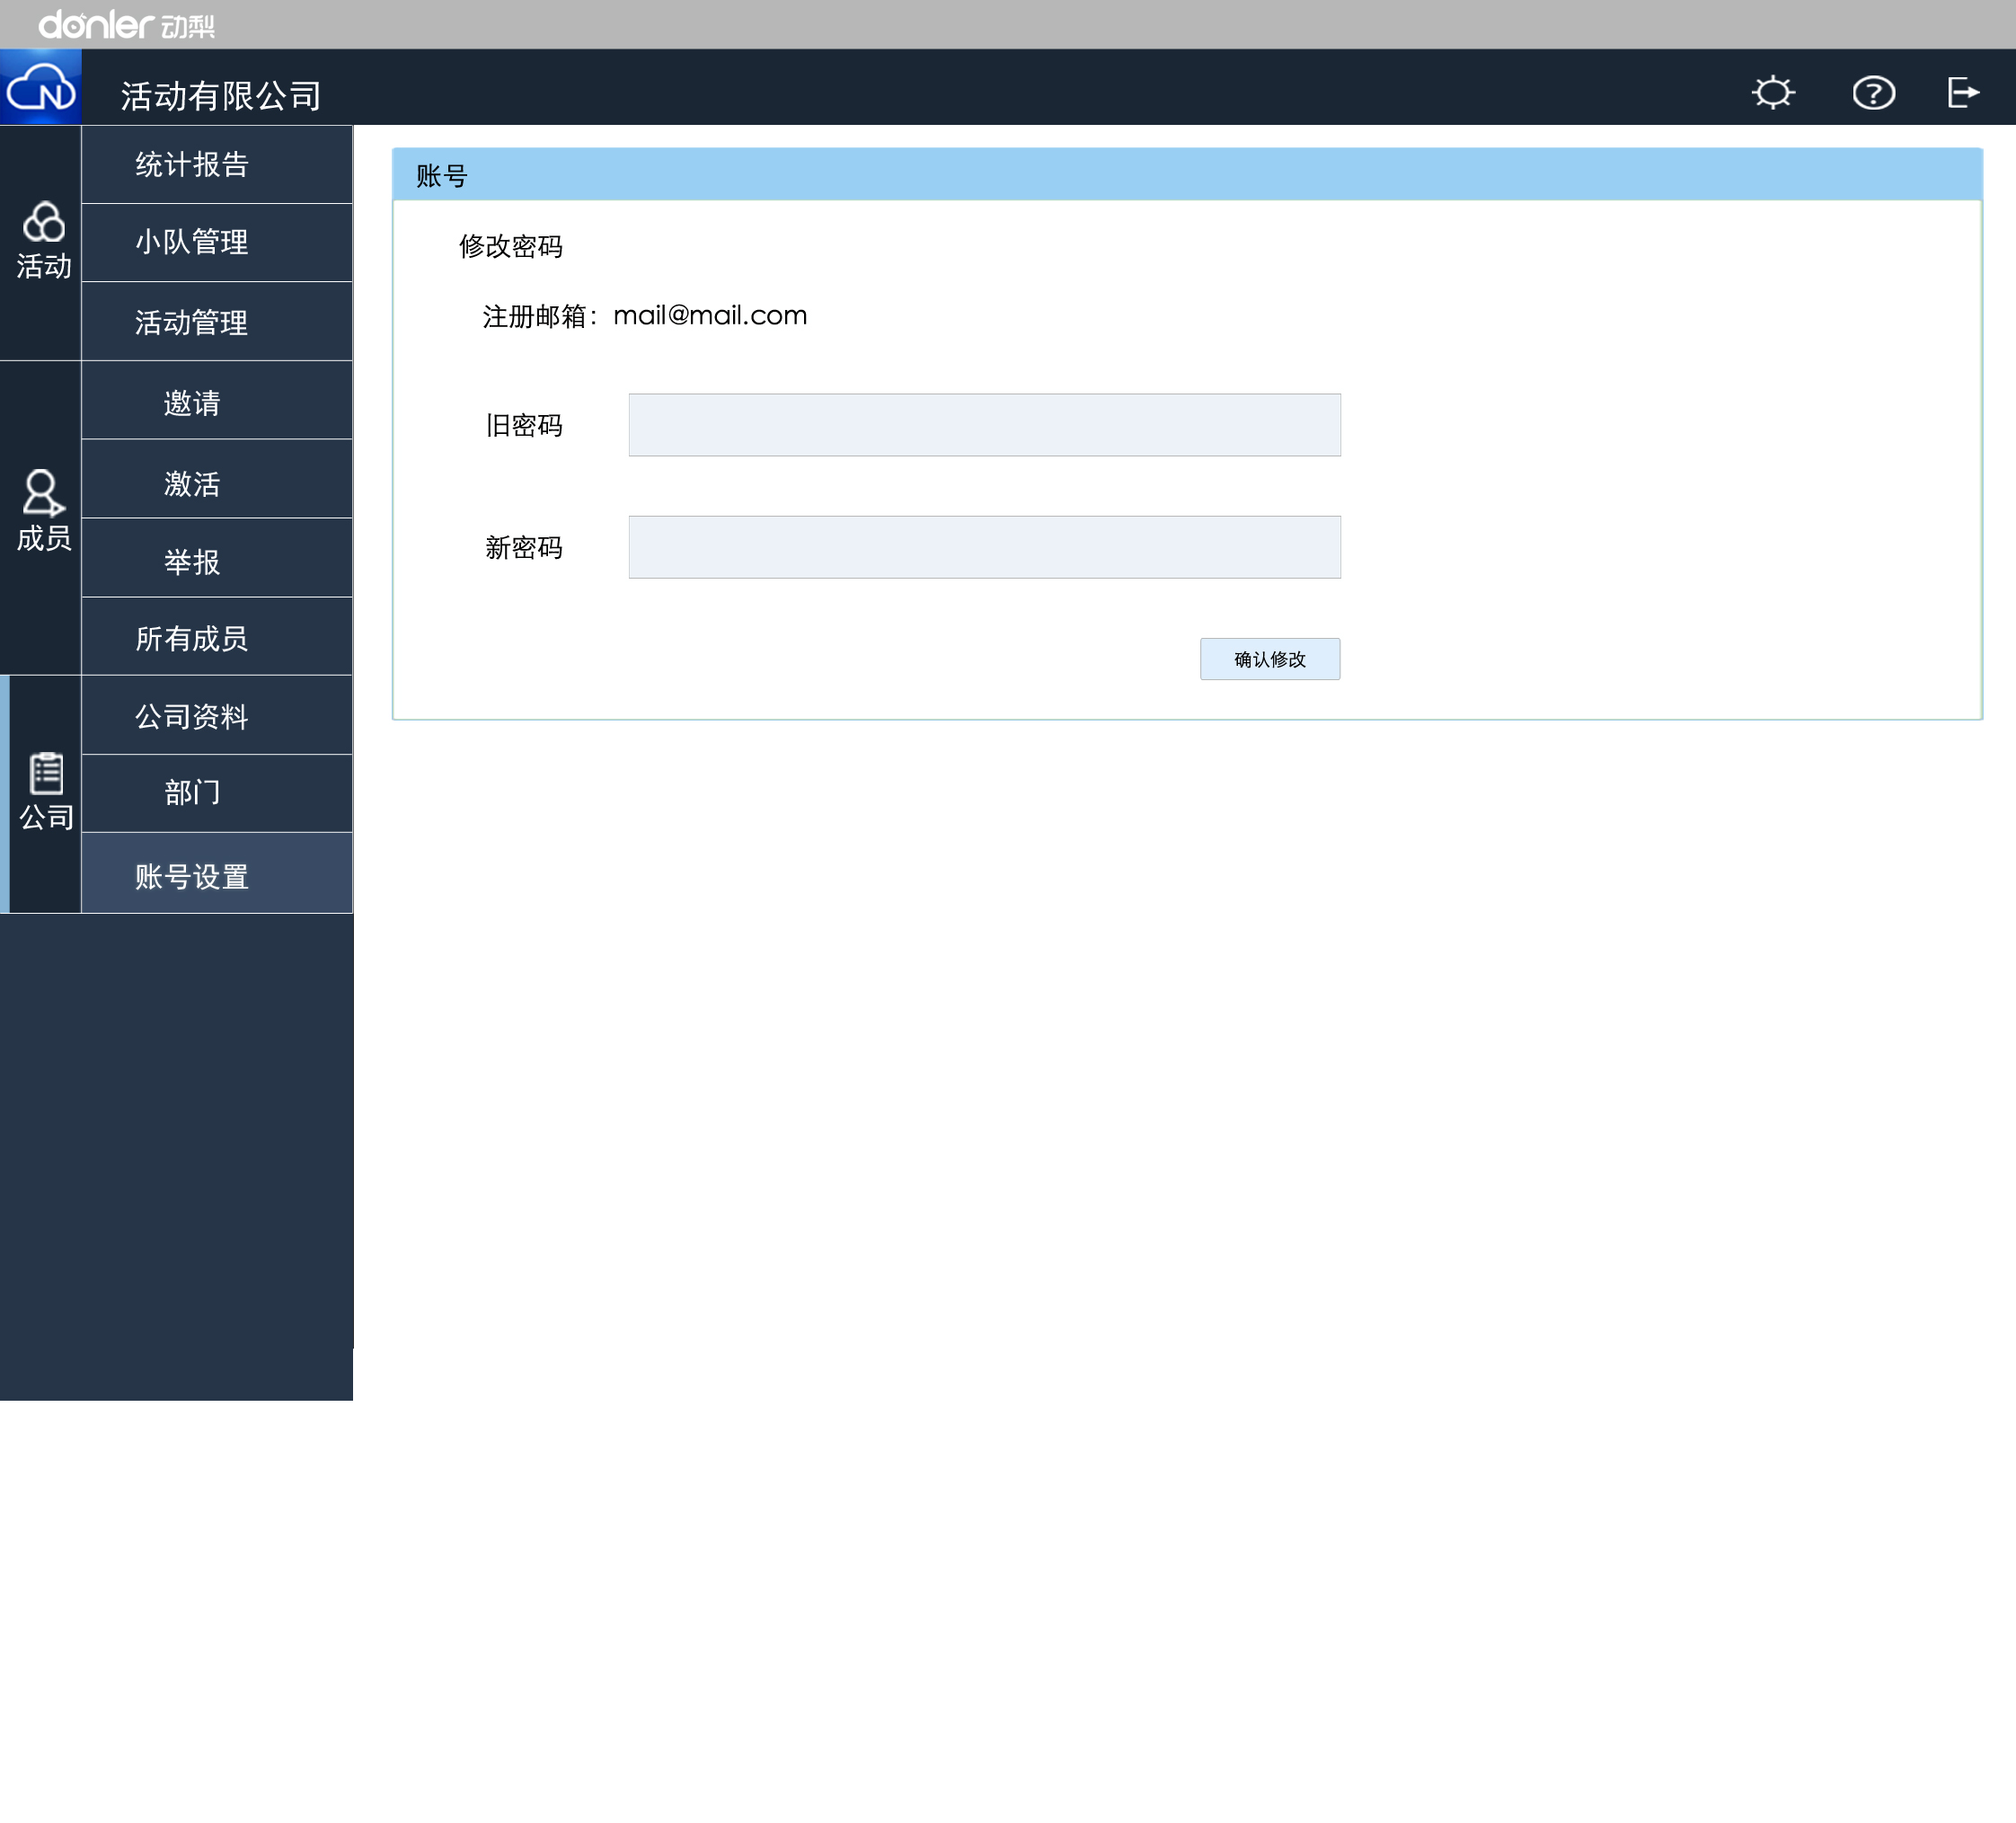 donler 动梨
N 活动有限公司
?
活动
统计报告
小队管理
活动管理
成员
邀请
激活
举报
所有成员
公司
公司资料
部门
账号设置
账号
修改密码
注册邮箱：mail@mail.com
旧密码
新密码
确认修改